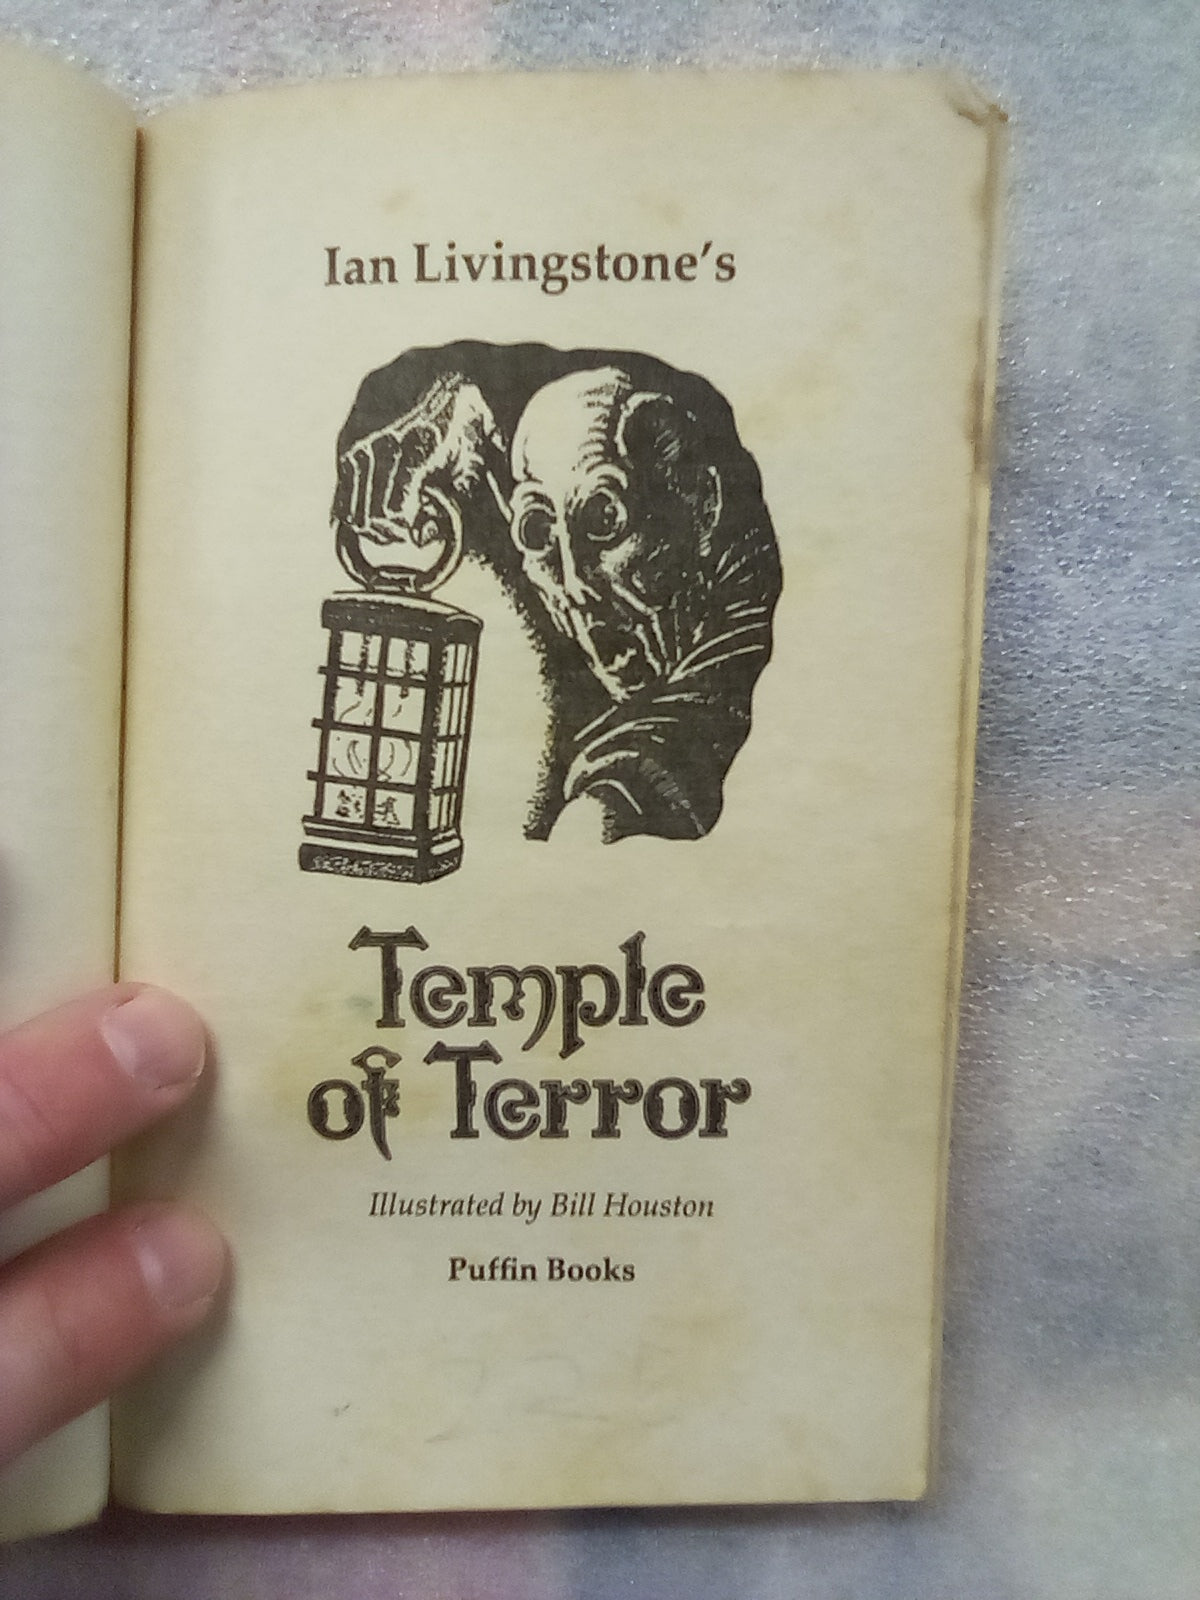 Ian Livingstone’s
Temple
of Terror
Illustrated by Bill Houston
Puffin Books